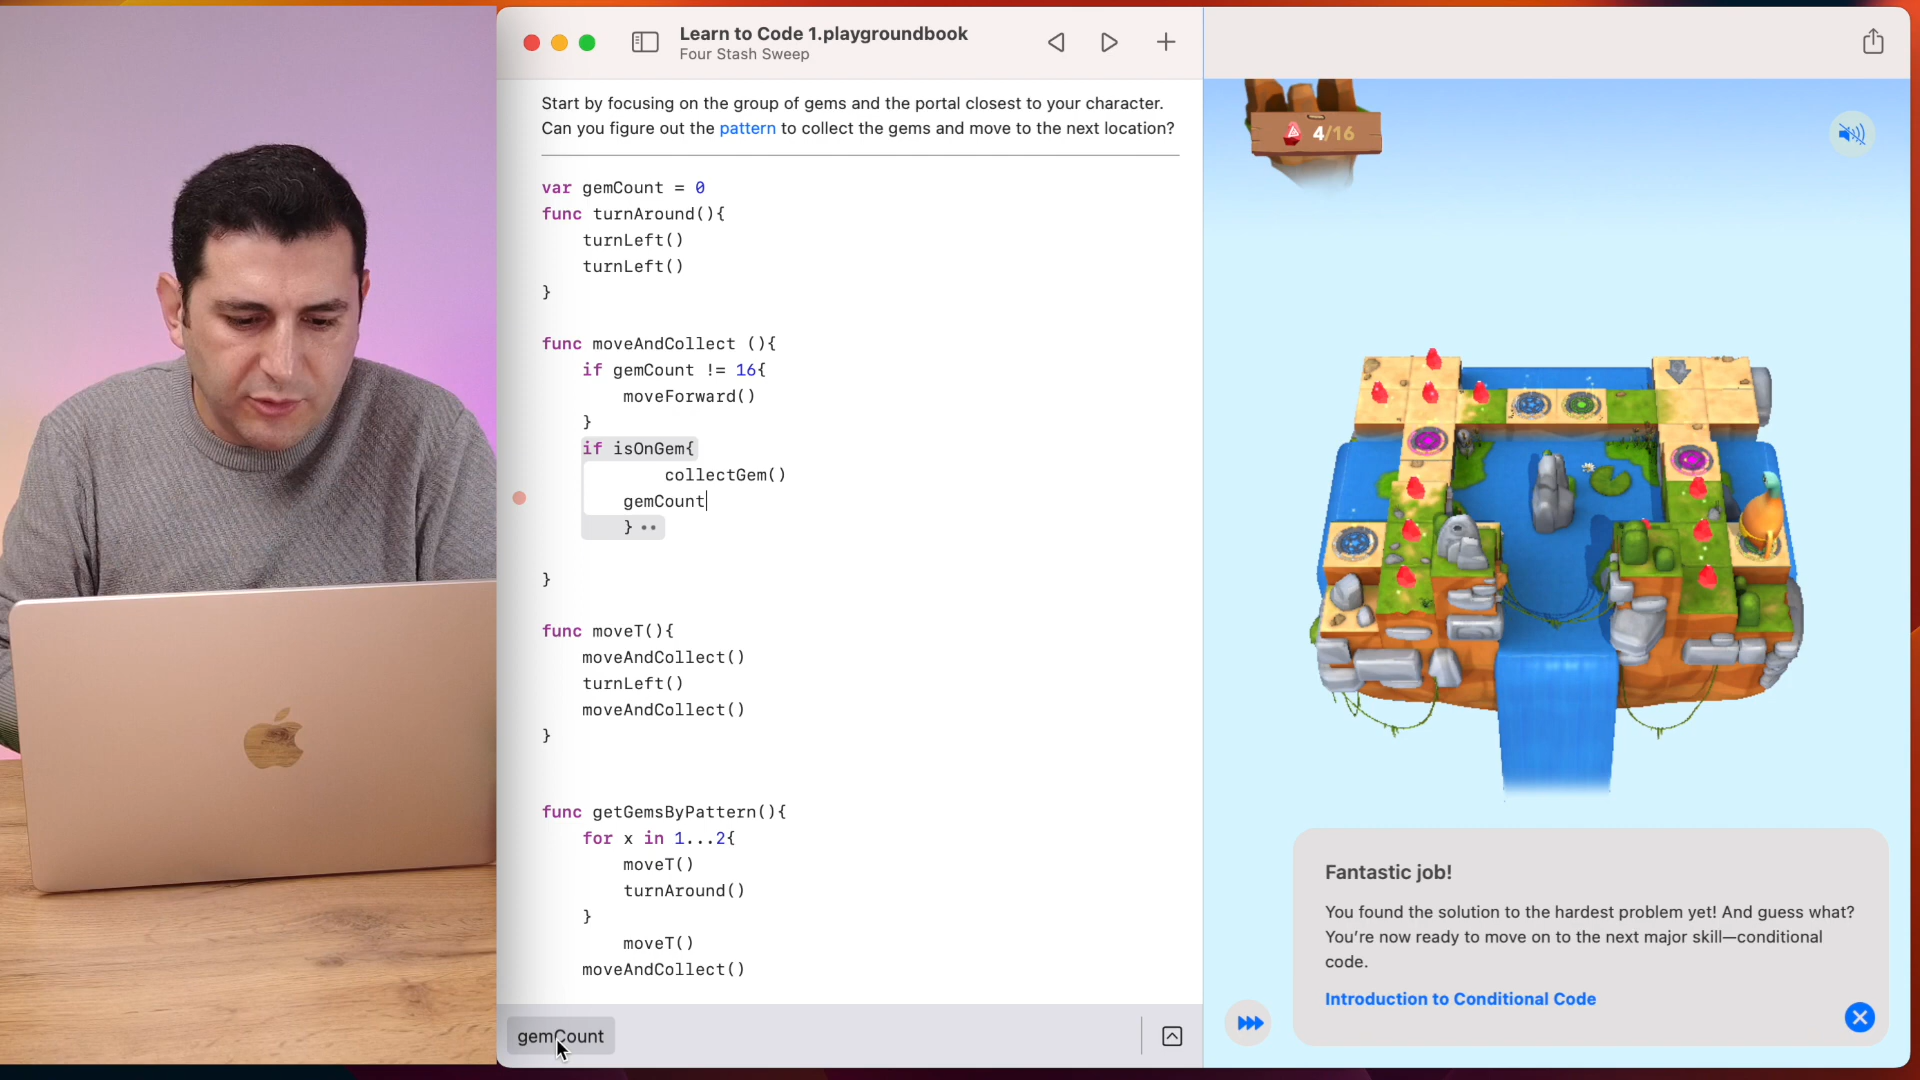 Learn to Code 1.playgroundbook
Four Stash Sweep
Start by focusing on the group of gems and the portal closest to your character.
Can you figure out the pattern to collect the gems and move to the next location?
var gemCount = 0
func turnAround(){
turnLeft()
turnLeft()
}
func moveAndCollect (){
if gemCount != 16{
moveForward()
}
if isOnGem{
collectGem()
gemCount
}
}
func moveT(){
moveAndCollect()
turnLeft()
moveAndCollect()
}
func getGemsByPattern(){
for x in 1...2{
moveT()
turnAround()
}
moveT()
moveAndCollect()
gemCount
4/16
Fantastic job!
You found the solution to the hardest problem yet! And guess what?
You're now ready to move on to the next major skill—conditional
code.
Introduction to Conditional Code